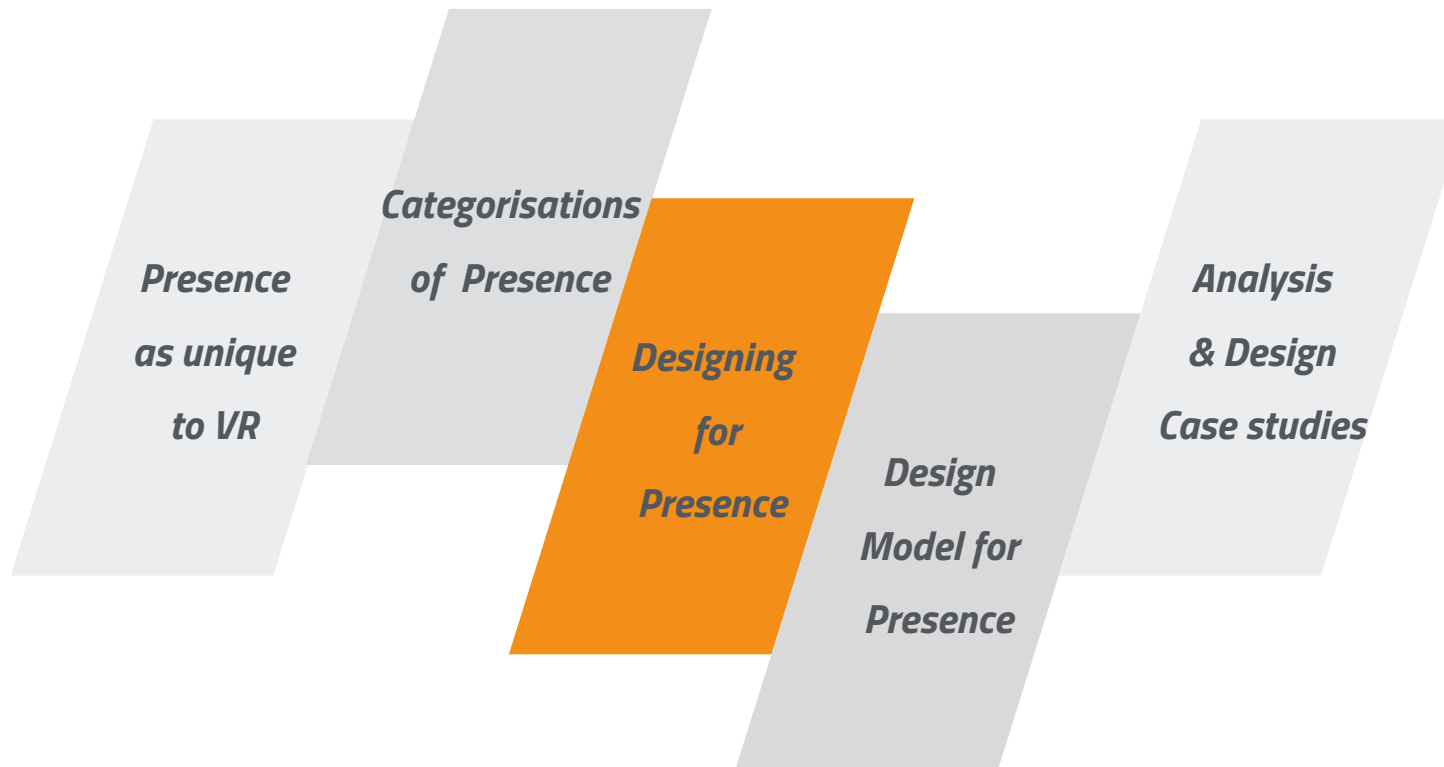 Presence
as unique
to VR
Categorisations
of Presence
Designing
for
Presence
Design
Model for
Presence
Analysis
& Design
Case studies